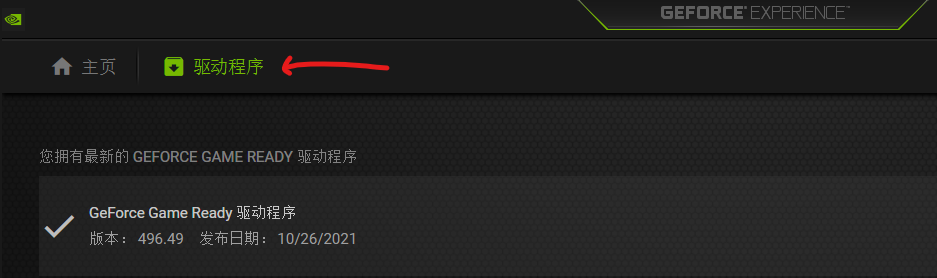 GEFORCE® EXPERIENCE™
主页 驱动程序
您拥有最新的 GEFORCE GAME READY 驱动程序
GeForce Game Ready 驱动程序
版本： 496.49 发布日期： 10/26/2021